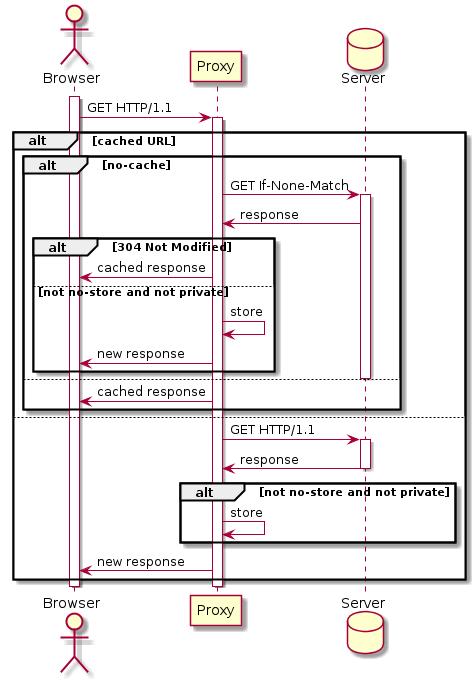 Browser
Proxy
Server
GET HTTP/1.1
alt [cached URL]
alt [no-cache]
GET If-None-Match
response
alt [304 Not Modified]
cached response
[not no-store and not private]
store
new response
cached response
GET HTTP/1.1
response
alt [not no-store and not private]
store
new response
Browser
Proxy
Server